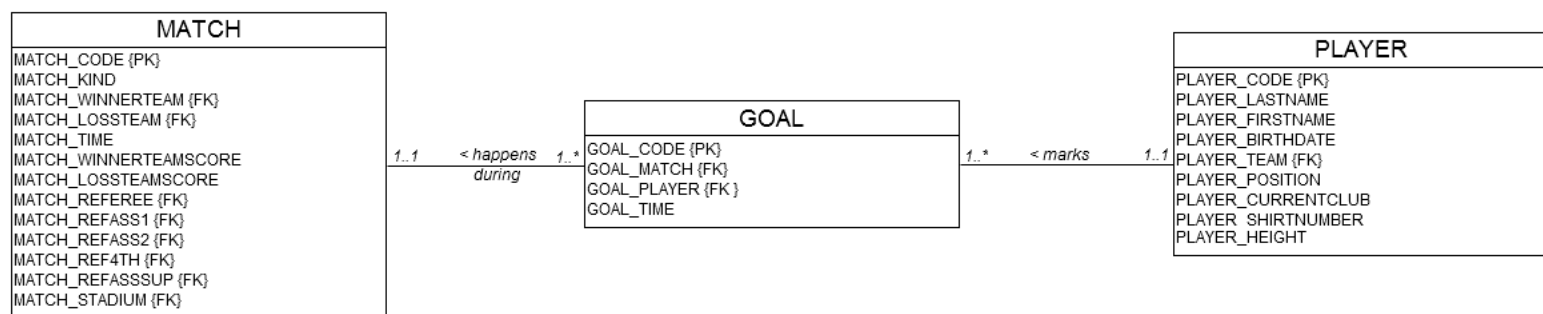 MATCH
MATCH_CODE {PK}
MATCH_KIND
MATCH_WINNERTEAM {FK}
MATCH_LOSSTEAM {FK}
MATCH_TIME
MATCH_WINNERTEAMSCORE
MATCH_LOSSTEAMSCORE
MATCH_REFEREE {FK}
MATCH_REFASS1 {FK}
MATCH_REFASS2 {FK}
MATCH_REF4TH {FK}
MATCH_REFASSSUP {FK}
MATCH_STADIUM {FK}
1..1 < happens 1..*
during
GOAL
GOAL_CODE {PK}
GOAL_MATCH {FK}
GOAL_PLAYER {FK }
GOAL_TIME
1..* < marks 1..1
PLAYER
PLAYER_CODE {PK}
PLAYER_LASTNAME
PLAYER_FIRSTNAME
PLAYER_BIRTHDATE
PLAYER_TEAM {FK}
PLAYER_POSITION
PLAYER_CURRENTCLUB
PLAYER_SHIRTNUMBER
PLAYER_HEIGHT